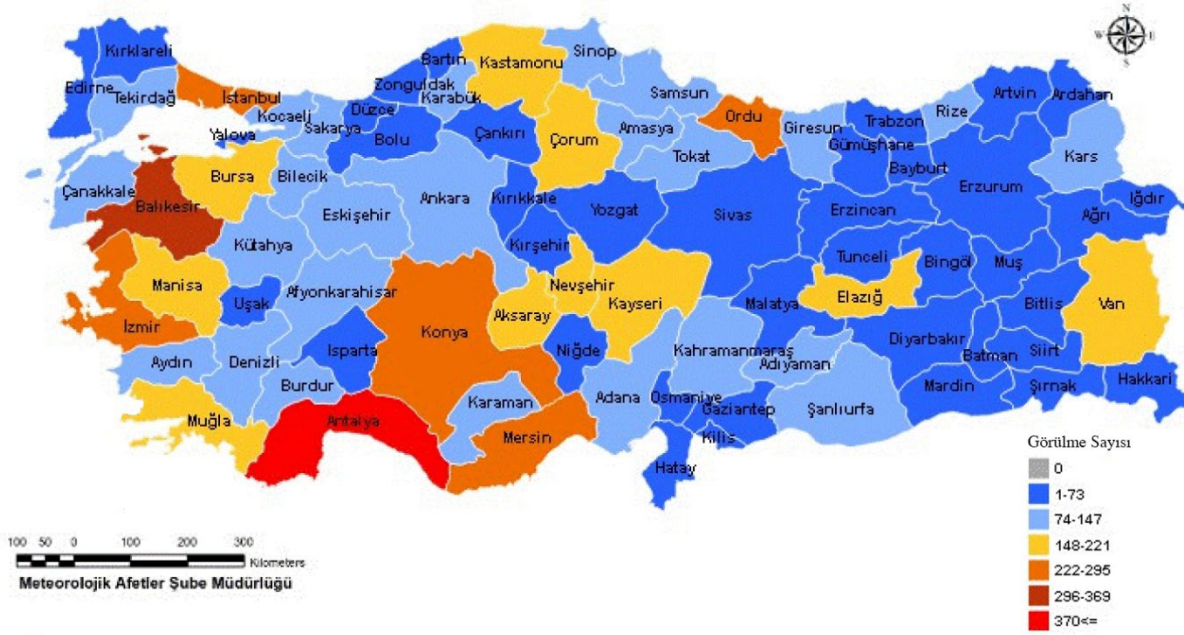 N
W E
S
Kırklareli
Edirne
Tekirdağ
İstanbul
Kocaeli
Yalova
Sakarya
Düzce
Zonguldak
Bartın
Karabük
Kastamonu
Sinop
Samsun
Ordu
Giresun
Trabzon
Rize
Artvin
Ardahan
Bolu
Çankırı
Çorum
Amasya
Tokat
Gümüşhane
Bayburt
Erzurum
Kars
Iğdır
Ağrı
Çanakkale
Balıkesir
Bursa
Bilecik
Eskişehir
Ankara
Kırıkkale
Yozgat
Sivas
Erzincan
Kütahya
Kırşehir
Tunceli
Bingöl
Muş
Manisa
Uşak
Afyonkarahisar
Nevşehir
Kayseri
Malatya
Elazığ
Bitlis
Van
İzmir
Konya
Aksaray
Niğde
Diyarbakır
Batman
Siirt
Aydın
Denizli
Isparta
Kahramanmaraş
Adıyaman
Mardin
Şırnak
Hakkari
Burdur
Karaman
Adana
Osmaniye
Gaziantep
Şanlıurfa
Muğla
Antalya
Mersin
Kilis
Hatay
Görülme Sayısı
0
1-73
74-147
148-221
222-295
296-369
370<=
100 50 0 100 200 300
Kilometers
Meteorolojik Afetler Şube Müdürlüğü